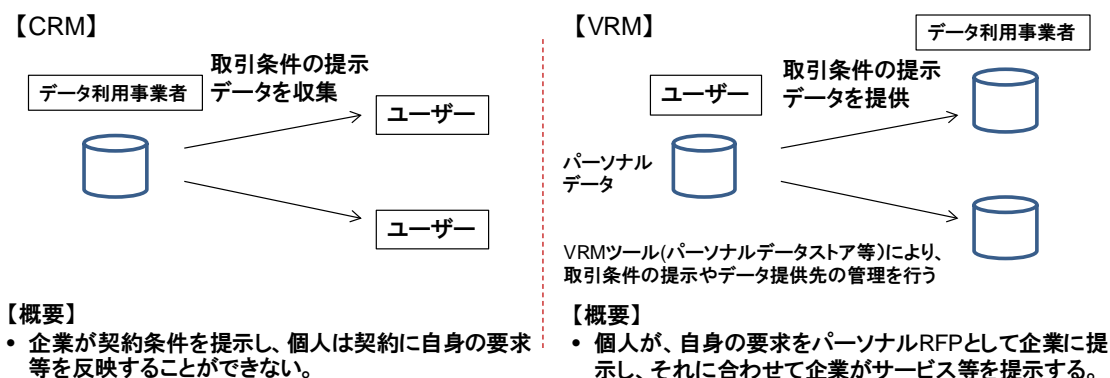 【CRM】
取引条件の提示
データを収集
データ利用事業者
ユーザー
ユーザー
【概要】
• 企業が契約条件を提示し、個人は契約に自身の要求
等を反映することができない。
【VRM】
データ利用事業者
取引条件の提示
データを提供
ユーザー
パーソナル
データ
VRMツール(パーソナルデータストア等)により、
取引条件の提示やデータ提供先の管理を行う
【概要】
• 個人が、自身の要求をパーソナルRFPとして企業に提
示し、それに合わせて企業がサービス等を提示する。